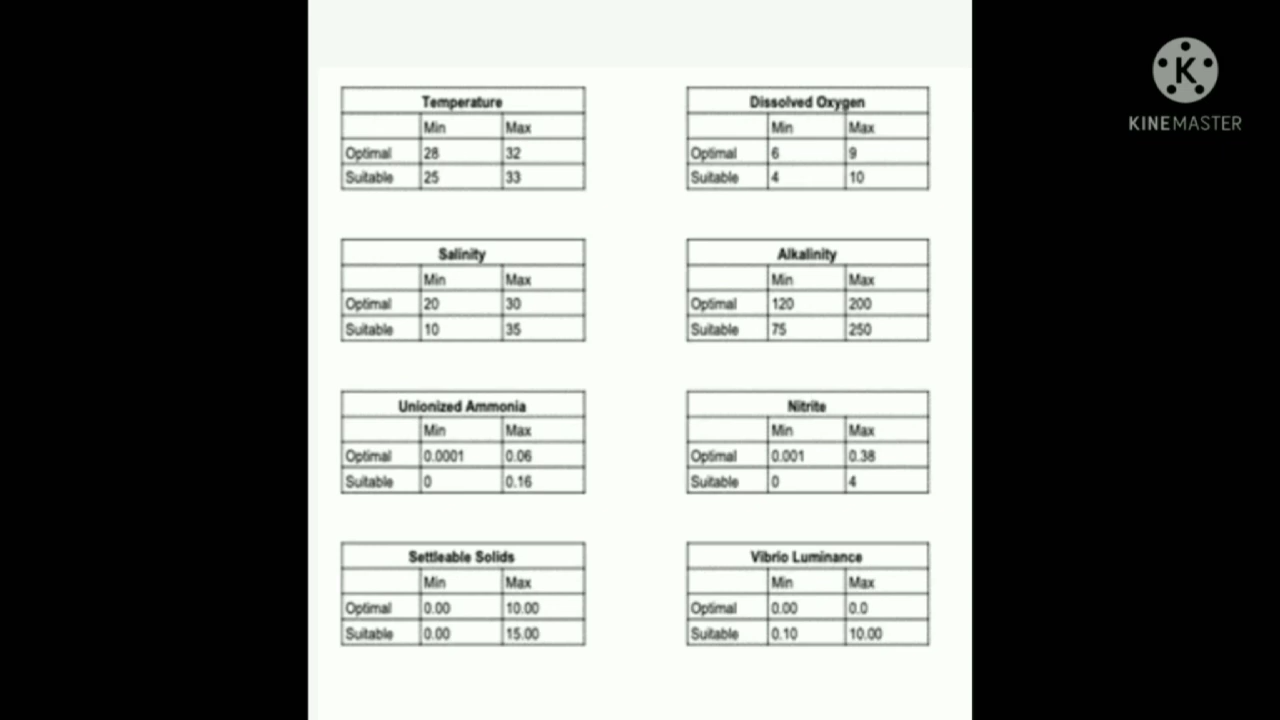 K
KINEMASTER
Temperature
Min Max
Optimal 28 32
Suitable 25 33
Dissolved Oxygen
Min Max
Optimal 6 9
Suitable 4 10
Salinity
Min Max
Optimal 20 30
Suitable 10 35
Alkalinity
Min Max
Optimal 120 200
Suitable 75 250
Unionized Ammonia
Min Max
Optimal 0.0001 0.06
Suitable 0 0.16
Nitrite
Min Max
Optimal 0.001 0.38
Suitable 0 4
Settleable Solids
Min Max
Optimal 0.00 10.00
Suitable 0.00 15.00
Vibrio Luminance
Min Max
Optimal 0.00 0.0
Suitable 0.10 10.00